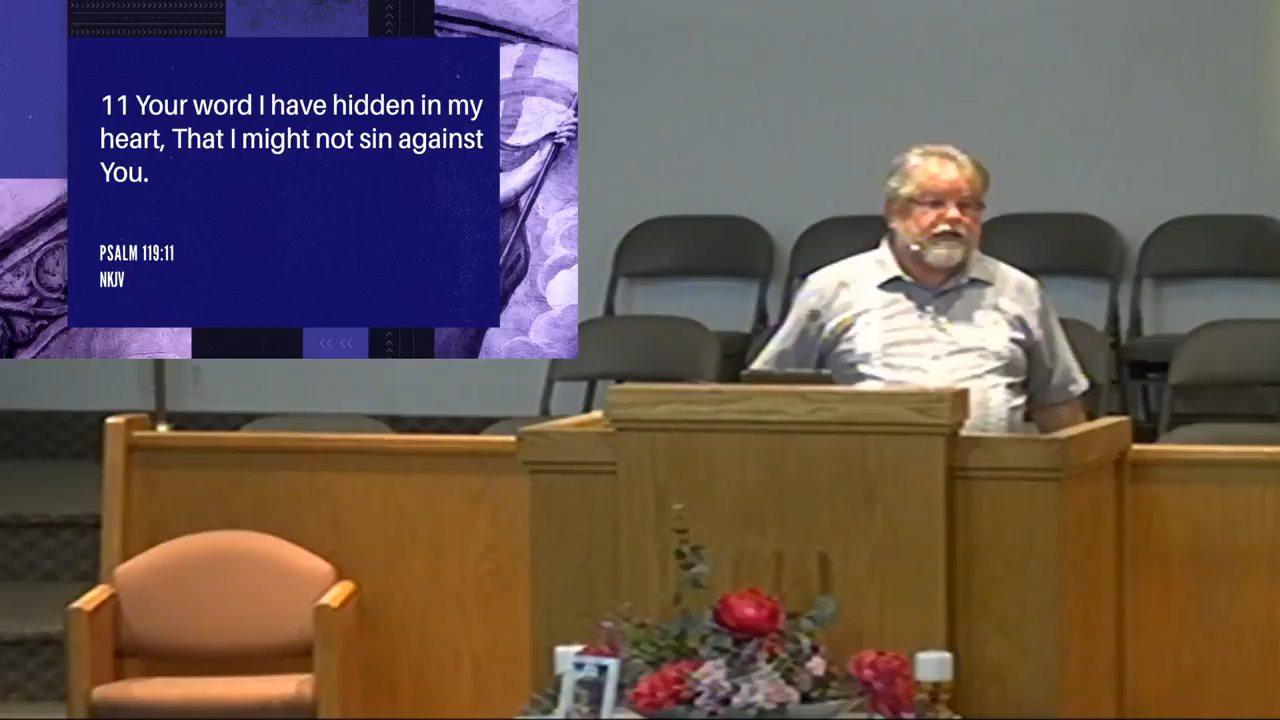 11 Your word I have hidden in my
heart, That I might not sin against
You.
PSALM 119:11
NKJV